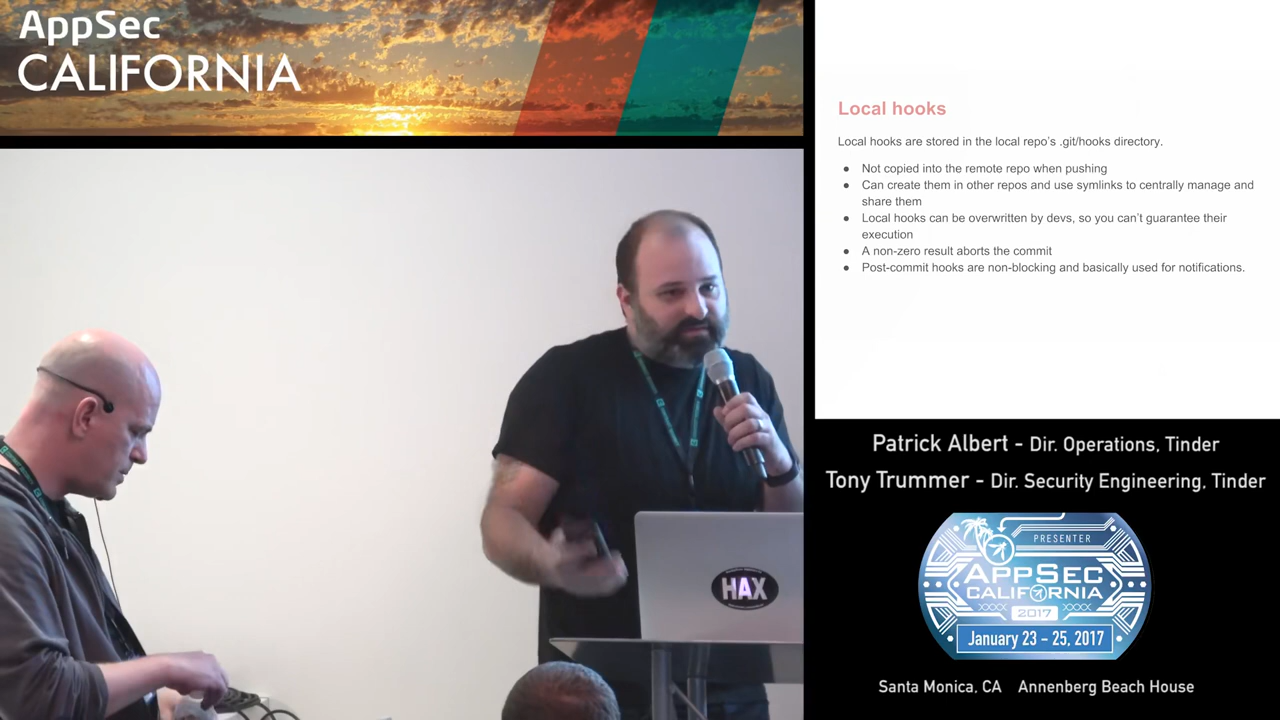 AppSec
CALIFORNIA
Local hooks
Local hooks are stored in the local repo's .git/hooks directory.
● Not copied into the remote repo when pushing
● Can create them in other repos and use symlinks to centrally manage and
share them
● Local hooks can be overwritten by devs, so you can't guarantee their
execution
● A non-zero result aborts the commit
● Post-commit hooks are non-blocking and basically used for notifications.
HAX
Patrick Albert - Dir. Operations, Tinder
Tony Trummer - Dir. Security Engineering, Tinder
PRESENTER
APPSEC
CALIFORNIA
2017
January 23 - 25, 2017
Santa Monica, CA Annenberg Beach House